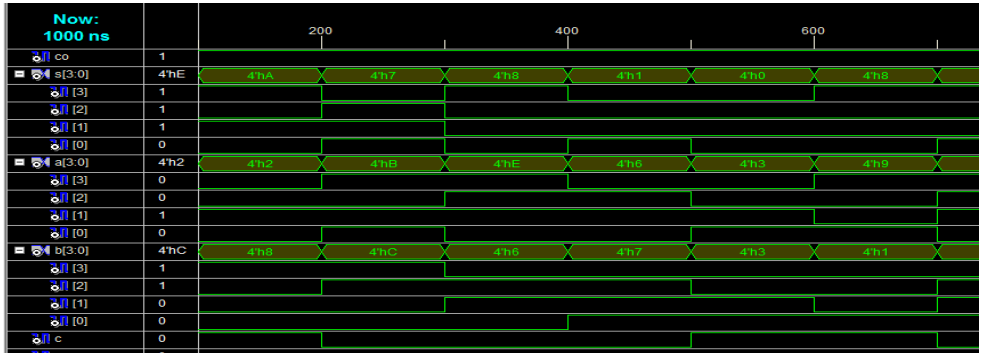 Now:
1000 ns
200 400 600
co 1
s[3:0] 4'hE 4'hA 4'h7 4'h8 4'h1 4'h0 4'h8
[3] 1
[2] 1
[1] 1
[0] 0
a[3:0] 4'h2 4'h2 4'hB 4'hE 4'h6 4'h3 4'h9
[3] 0
[2] 0
[1] 1
[0] 0
b[3:0] 4'hC 4'h8 4'hC 4'h6 4'h7 4'h3 4'h1
[3] 1
[2] 1
[1] 0
[0] 0
c 0